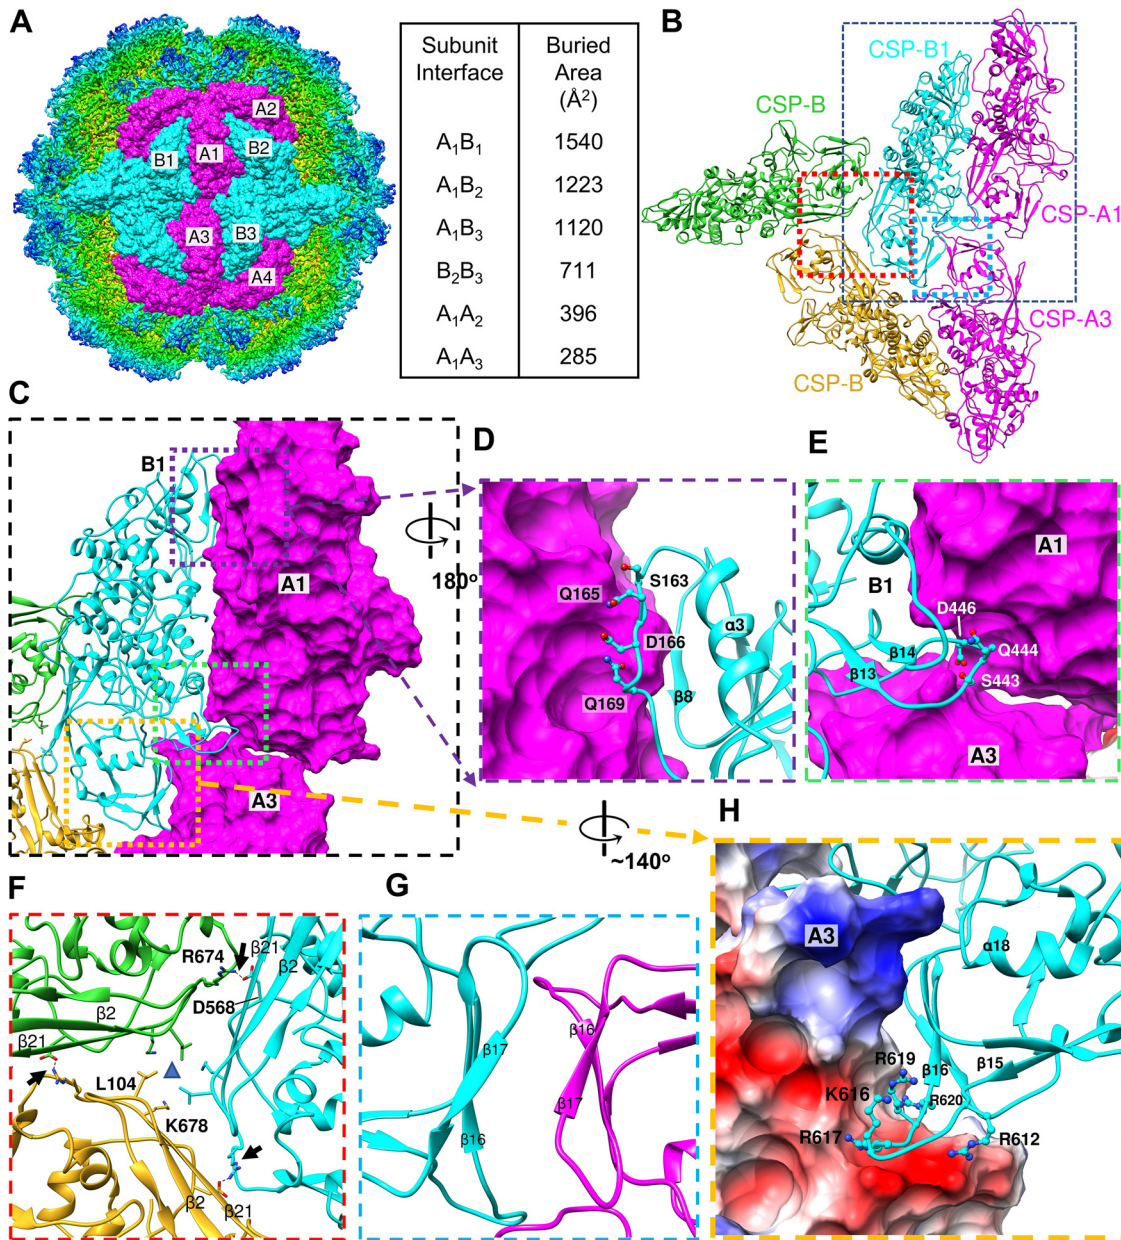 A
A2
B1
A1
B2
A3
B3
A4
Subunit
Interface
Buried
Area
(Å²)
A₁B₁ 1540
A₁B₂ 1223
A₁B₃ 1120
B₂B₃ 711
A₁A₂ 396
A₁A₃ 285
B
CSP-B1
CSP-B
CSP-A1
CSP-A3
CSP-B
C
B1
A1
A3
180°
D
S163
Q165
D166
α3
Q169
β8
E
A1
B1
D446
β14
Q444
β13
S443
A3
~140°
F
R674
β21
β2
D568
β2
β21
L104
K678
β2
β21
G
β16
β17
β17
β16
H
A3
α18
R619
β16
β15
K616
R620
R617
R612